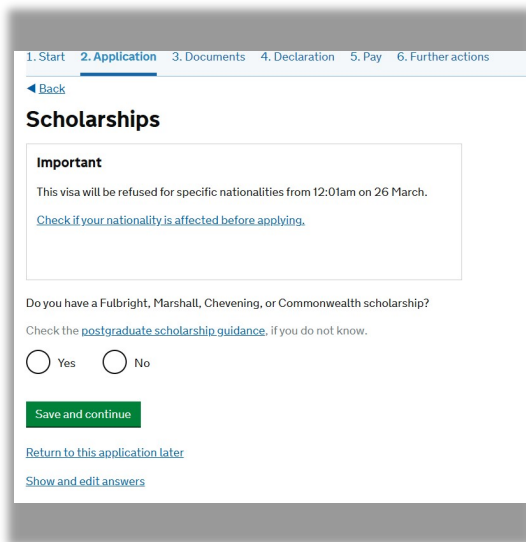 1. Start 2. Application 3. Documents 4. Declaration 5. Pay 6. Further actions
Back
Scholarships
Important
This visa will be refused for specific nationalities from 12:01am on 26 March.
Check if your nationality is affected before applying.
Do you have a Fulbright, Marshall, Chevening, or Commonwealth scholarship?
Check the postgraduate scholarship guidance, if you do not know.
Yes No
Save and continue
Return to this application later
Show and edit answers